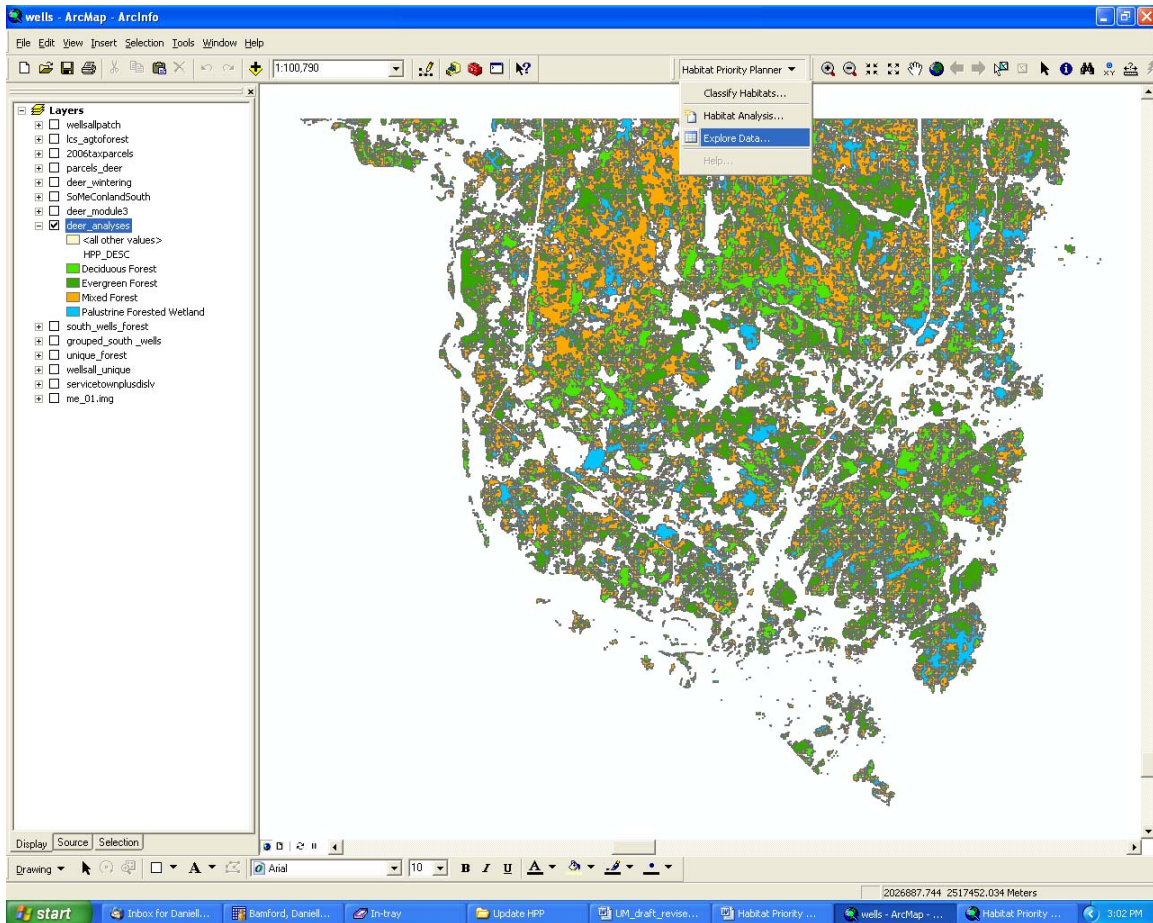 wells - ArcMap - ArcInfo
File Edit View Insert Selection Tools Window Help
1:100,790
Habitat Priority Planner
Classify Habitats...
Habitat Analysis...
Explore Data...
Help...
Layers
wellsallpatch
lcs_agtoforest
2006taxparcels
parcels_deer
deer_wintering
SoMeConlandSouth
deer_module3
deer_analyses
<all other values>
HPP_DESC
Deciduous Forest
Evergreen Forest
Mixed Forest
Palustrine Forested Wetland
south_wells_forest
grouped_south _wells
unique_forest
wellsall_unique
servicetownplusdislv
me_01.img
Display Source Selection
Drawing A Arial 10 B I U A
2026887.744 2517452.034 Meters
start Inbox for Daniell... Bamford, Daniell... In-tray Update HPP UM_draft_revise... Habitat Priority ... wells - ArcMap - ... Habitat Priority ... 3:02 PM